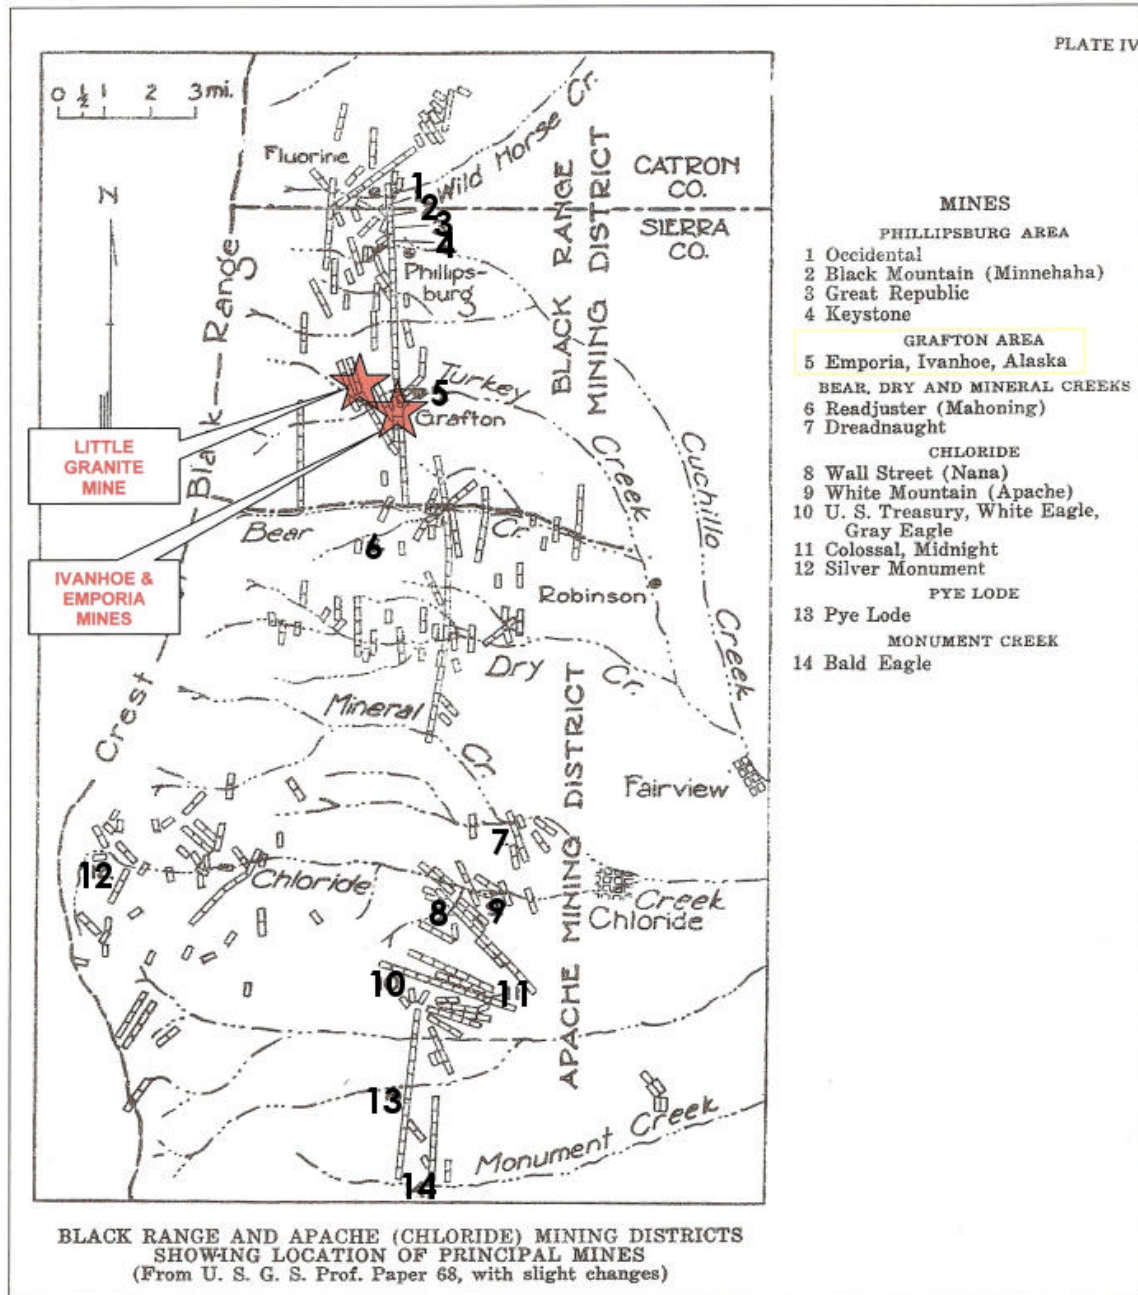 PLATE IV
0 ½ 1 2 3 mi.
N
Wild Horse Cr.
Fluorine
CATRON
CO.
SIERRA
CO.
1
2
3
4
Phillips-
burg
BLACK RANGE
MINING DISTRICT
Crest Black Range
Turkey
Creek
5
Grafton
Cuchillo
Creek
LITTLE
GRANITE
MINE
IVANHOE &
EMPORIA
MINES
Bear
Cr.
6
Robinson
Dry
Cr.
Mineral
Cr.
APACHE MINING DISTRICT
Fairview
7
12
Chloride
Creek
Chloride
8
9
10
11
13
14
Monument Creek
MINES
PHILLIPSBURG AREA
1 Occidental
2 Black Mountain (Minnehaha)
3 Great Republic
4 Keystone
GRAFTON AREA
5 Emporia, Ivanhoe, Alaska
BEAR, DRY AND MINERAL CREEKS
6 Readjuster (Mahoning)
7 Dreadnaught
CHLORIDE
8 Wall Street (Nana)
9 White Mountain (Apache)
10 U. S. Treasury, White Eagle,
Gray Eagle
11 Colossal, Midnight
12 Silver Monument
PYE LODE
13 Pye Lode
MONUMENT CREEK
14 Bald Eagle
BLACK RANGE AND APACHE (CHLORIDE) MINING DISTRICTS
SHOWING LOCATION OF PRINCIPAL MINES
(From U. S. G. S. Prof. Paper 68, with slight changes)